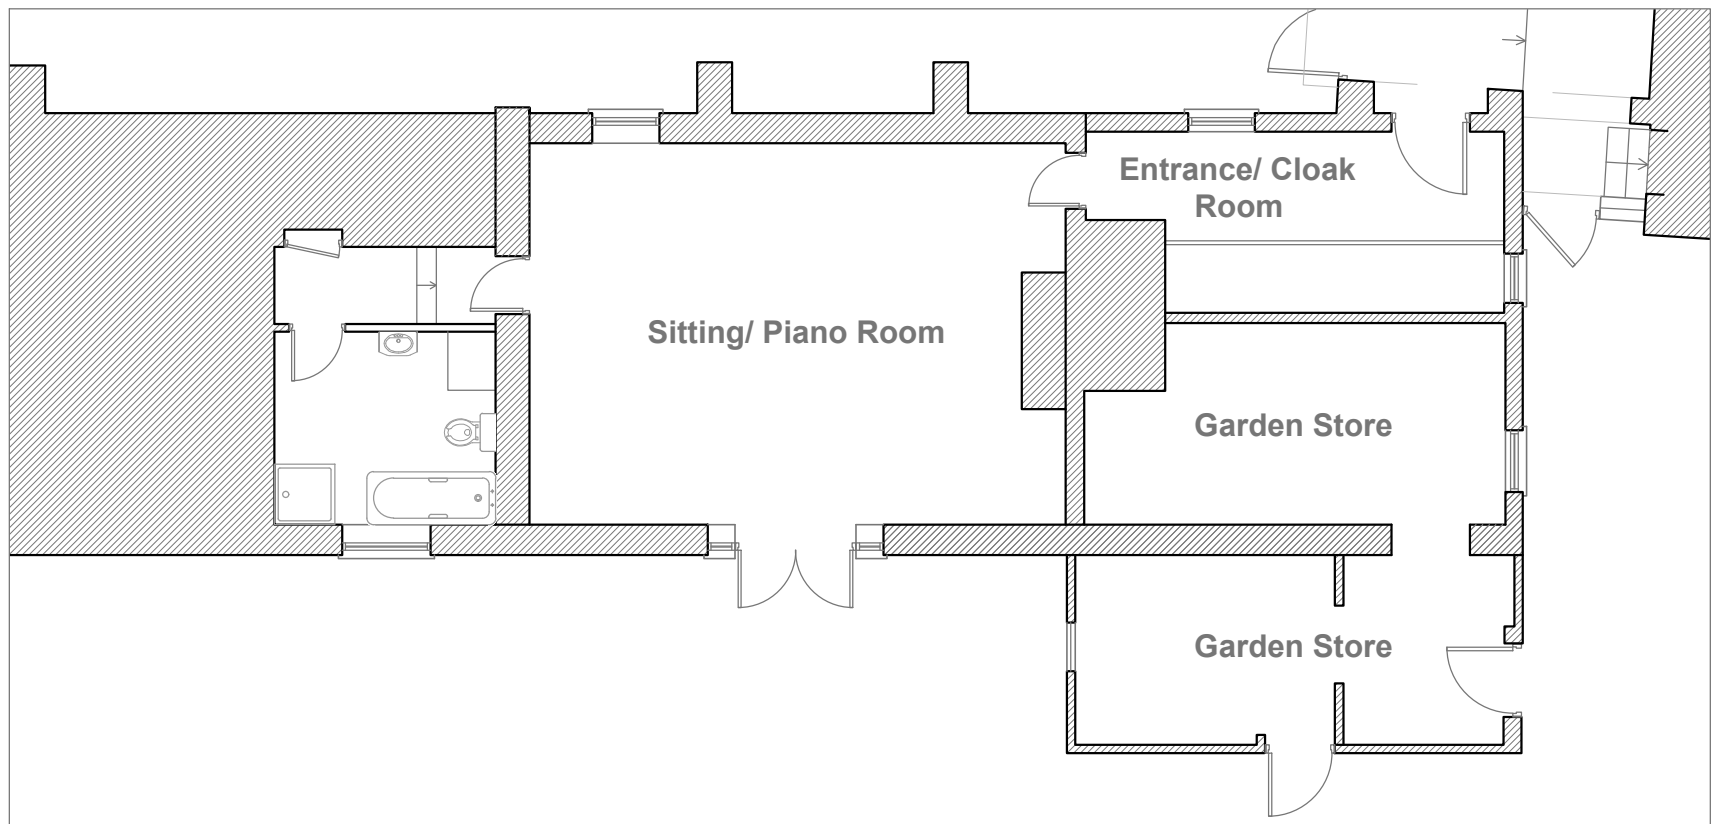 Entrance/ Cloak
Room
Sitting/ Piano Room
Garden Store
Garden Store